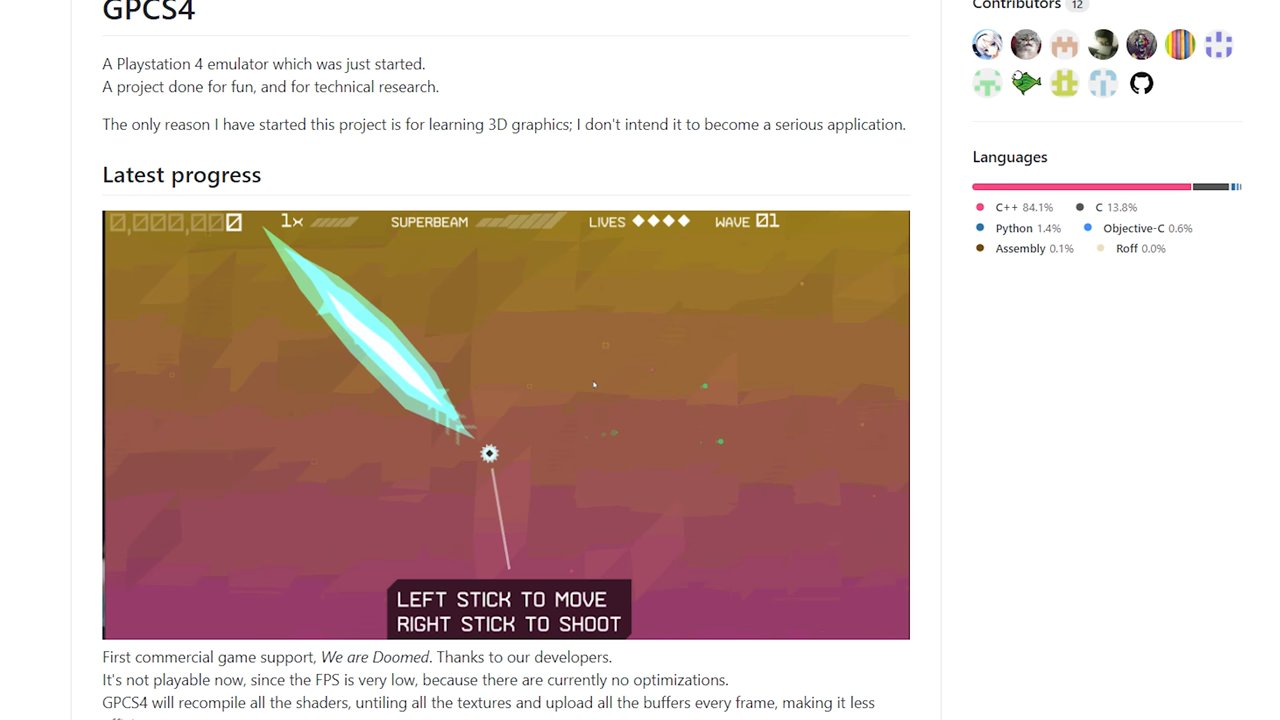 GPCS4
Contributors 12
A Playstation 4 emulator which was just started.
A project done for fun, and for technical research.
The only reason I have started this project is for learning 3D graphics; I don't intend it to become a serious application.
Latest progress
0,000,000 1x SUPERBEAM LIVES WAVE 01
LEFT STICK TO MOVE
RIGHT STICK TO SHOOT
First commercial game support, We are Doomed. Thanks to our developers.
It's not playable now, since the FPS is very low, because there are currently no optimizations.
GPCS4 will recompile all the shaders, untiling all the textures and upload all the buffers every frame, making it less
Languages
C++ 84.1% C 13.8%
Python 1.4% Objective-C 0.6%
Assembly 0.1% Roff 0.0%